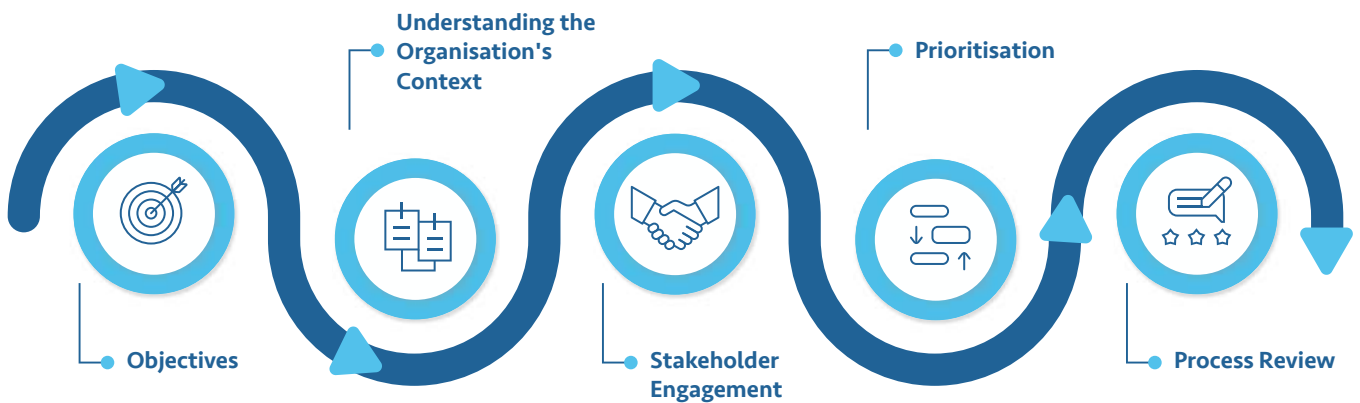 Objectives
Understanding the
Organisation's
Context
Stakeholder
Engagement
Prioritisation
Process Review